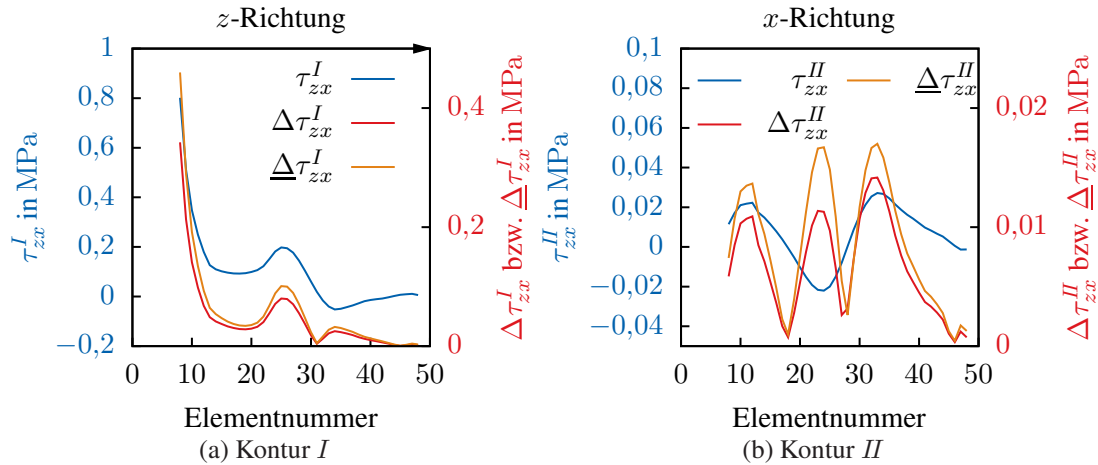 z-Richtung
1
0,8
0,6
0,4
0,2
0
−0,2
τ^I_zx in MPa
τ^I_zx
Δτ^I_zx
<u>Δ</u>τ^I_zx
0,4
0,2
0
Δτ^I_zx bzw. <u>Δ</u>τ^I_zx in MPa
0 10 20 30 40 50
Elementnummer
(a) Kontur I
x-Richtung
0,1
0,08
0,06
0,04
0,02
0
−0,02
−0,04
τ^II_zx in MPa
τ^II_zx <u>Δ</u>τ^II_zx
Δτ^II_zx
0,02
0,01
0
Δτ^II_zx bzw. <u>Δ</u>τ^II_zx in MPa
0 10 20 30 40 50
Elementnummer
(b) Kontur II